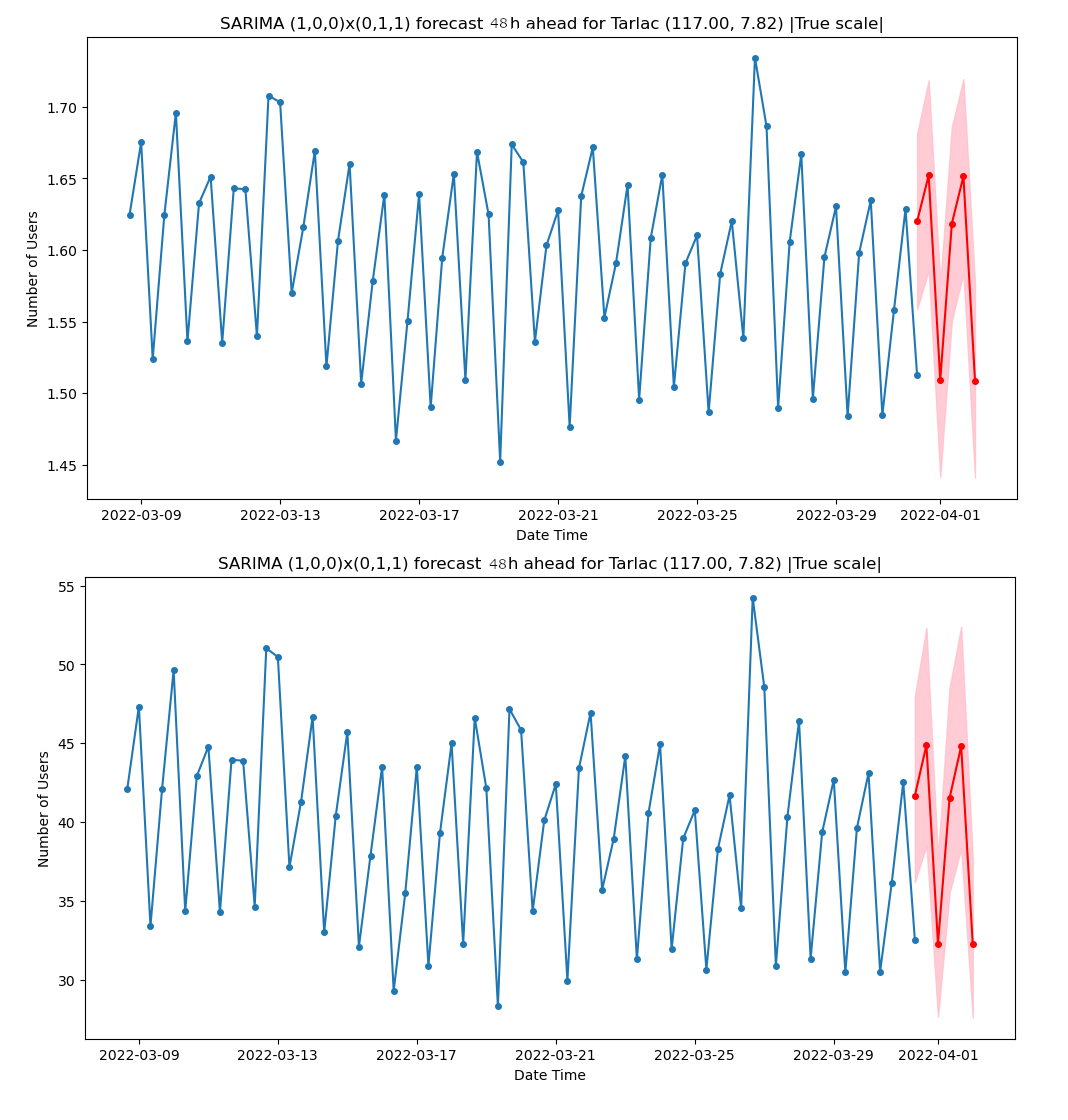 SARIMA (1,0,0)x(0,1,1) forecast 48h ahead for Tarlac (117.00, 7.82) |True scale|
Number of Users
1.70
1.65
1.60
1.55
1.50
1.45
2022-03-09 2022-03-13 2022-03-17 2022-03-21 2022-03-25 2022-03-29 2022-04-01
Date Time
SARIMA (1,0,0)x(0,1,1) forecast 48h ahead for Tarlac (117.00, 7.82) |True scale|
Number of Users
55
50
45
40
35
30
2022-03-09 2022-03-13 2022-03-17 2022-03-21 2022-03-25 2022-03-29 2022-04-01
Date Time